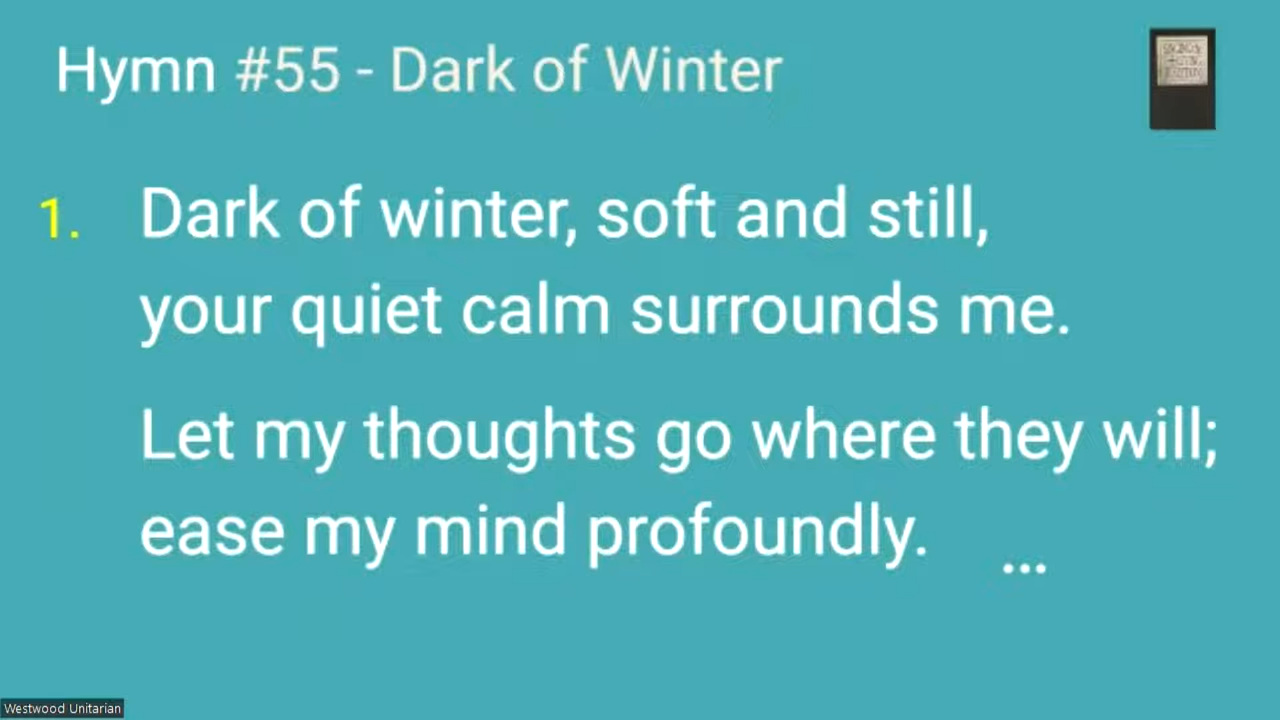 Hymn #55 - Dark of Winter
1. Dark of winter, soft and still,
your quiet calm surrounds me.
Let my thoughts go where they will;
ease my mind profoundly.
...
Westwood Unitarian